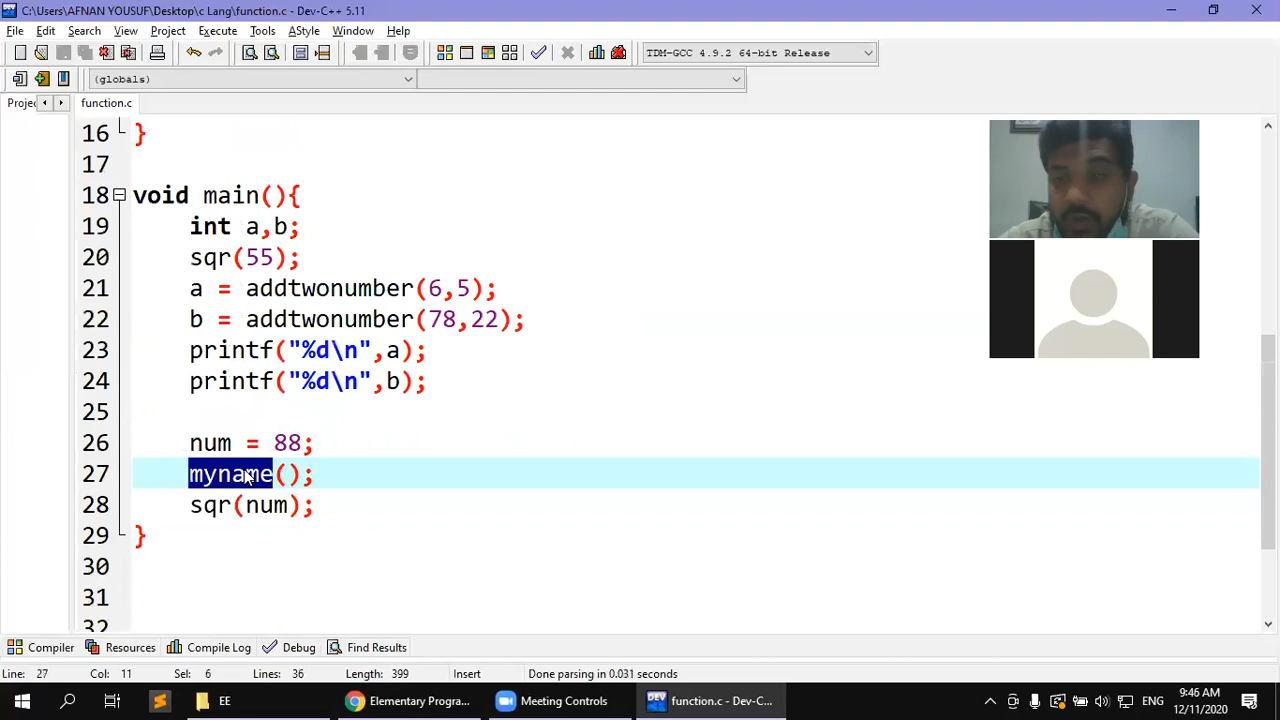 C:\Users\AFNAN YOUSUF\Desktop\c Lang\function.c - Dev-C++ 5.11
File Edit Search View Project Execute Tools AStyle Window Help
TDM-GCC 4.9.2 64-bit Release
(globals)
Projec function.c
16 }
17
18 void main(){
19 int a,b;
20 sqr(55);
21 a = addtwonumber(6,5);
22 b = addtwonumber(78,22);
23 printf("%d\n",a);
24 printf("%d\n",b);
25
26 num = 88;
27 myname();
28 sqr(num);
29 }
30
31
32
Compiler Resources Compile Log Debug Find Results
Line: 27 Col: 11 Sel: 6 Lines: 36 Length: 399 Insert Done parsing in 0.031 seconds
EE Elementary Progra... Meeting Controls function.c - Dev-C... ENG 9:46 AM
12/11/2020